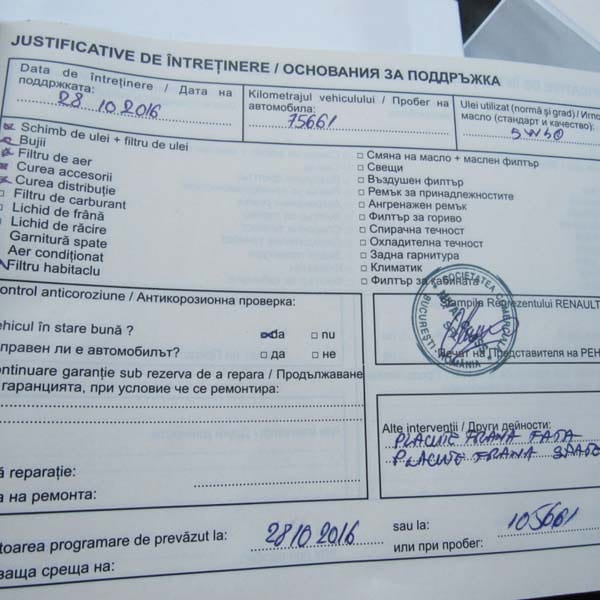 JUSTIFICATIVE DE ÎNTREȚINERE / ОСНОВАНИЯ ЗА ПОДДРЪЖКА
Data de întreținere / Дата на поддръжката:
28 10 2016
Kilometrajul vehiculului / Пробег на автомобила:
75661
Ulei utilizat (normă și grad) /
масло (стандарт и качество):
5W40
Schimb de ulei + filtru de ulei
Bujii
Filtru de aer
Curea accesorii
Curea distribuție
Filtru de carburant
Lichid de frână
Lichid de răcire
Garnitură spate
Aer condiționat
Filtru habitaclu
Смяна на масло + маслен филтър
Свещи
Въздушен филтър
Ремък за принадлежностите
Ангренажен ремък
Филтър за гориво
Спирачна течност
Охладителна течност
Задна гарнитура
Климатик
Филтър за кабината
ontrol anticoroziune / Антикорозионна проверка:
ehicul în stare bună ? da nu
правен ли е автомобилът? да не
ontinuare garanție sub rezerva de a repara / Продължаване
гаранцията, при условие че се ремонтира:
reparație:
а на ремонта:
SOCIETATEA COMERCIAL
BUCUREȘTI
ROMÂNIA
Ștampila Reprezentului RENAULT
Печат на Представителя на РЕН
Alte intervenții / Други дейности:
PLACUTE FRANA FATA
PLACUTE FRANA SPATE
toarea programare de prevăzut la: 28 10 2016 sau la: 105661
ваща среща на: или при пробег: